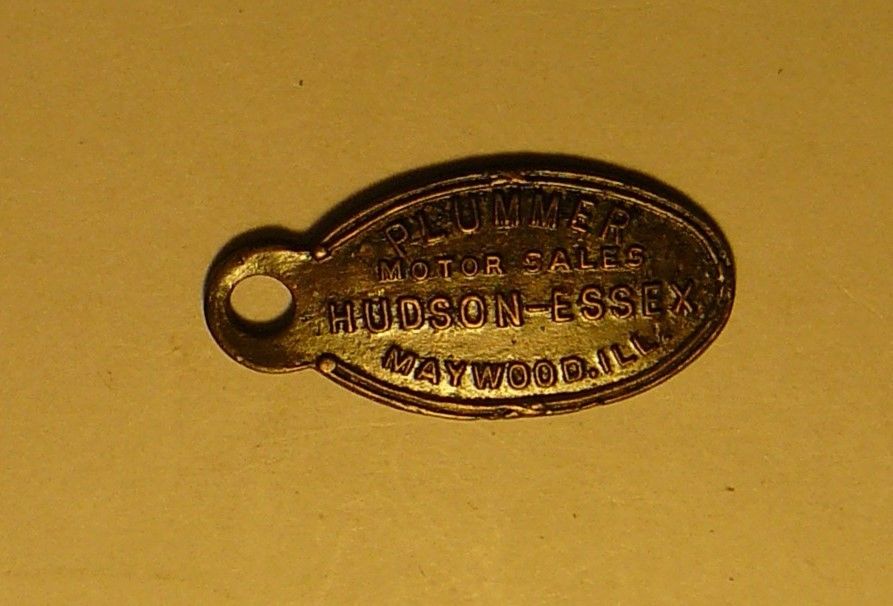 PLUMMER
MOTOR SALES
HUDSON-ESSEX
MAYWOOD.ILL.